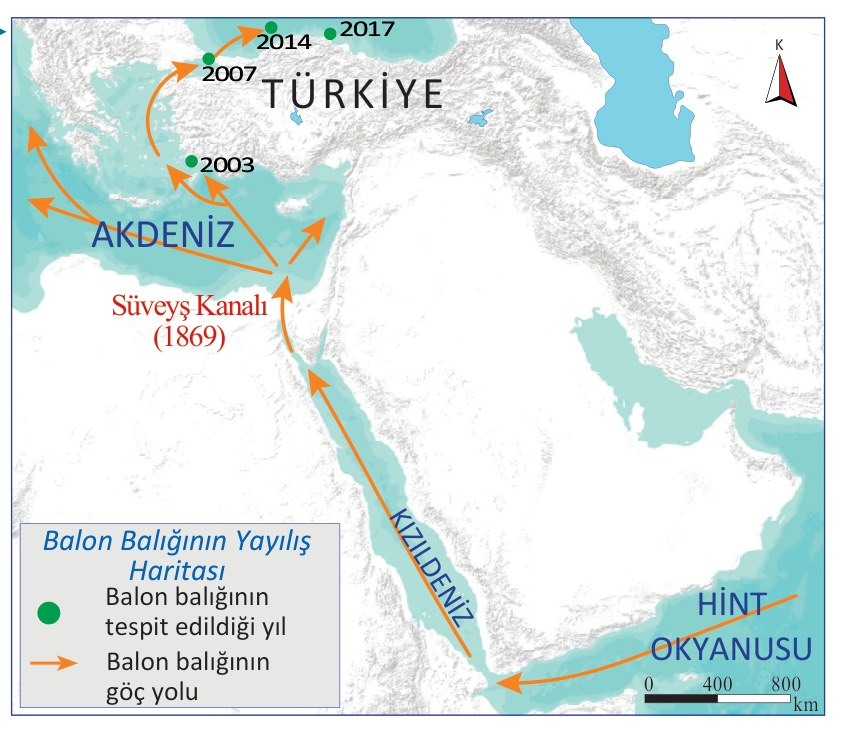 2014
2017
2007
K
TÜRKİYE
2003
AKDENİZ
Süveyş Kanalı
(1869)
KIZILDENİZ
HİNT
OKYANUSU
0 400 800
km
Balon Balığının Yayılış
Haritası
Balon balığının
tespit edildiği yıl
Balon balığının
göç yolu